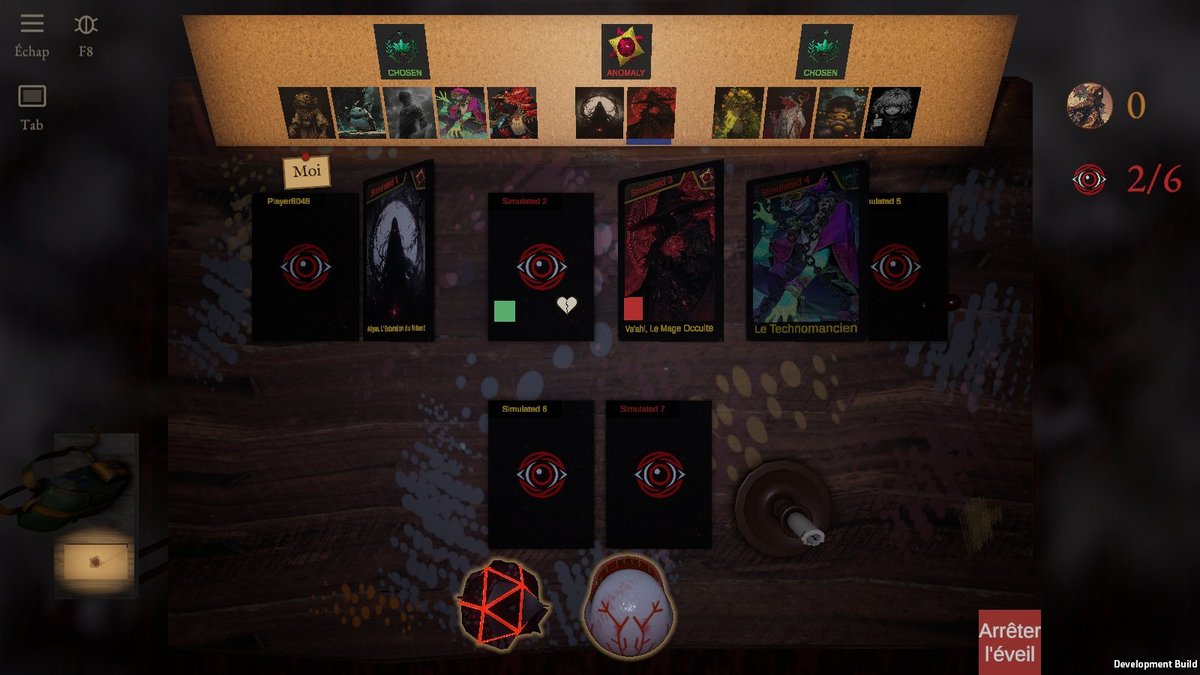 Échap
F8
Tab
CHOSEN
ANOMALY
CHOSEN
0
2/6
Moi
Player8048
Simulated 1
Simulated 2
Simulated 3
Va'ahl, Le Mage Occulte
Simulated 4
Le Technomancien
ulated 5
Simulated 6
Simulated 7
Arrêter
l'éveil
Development Build